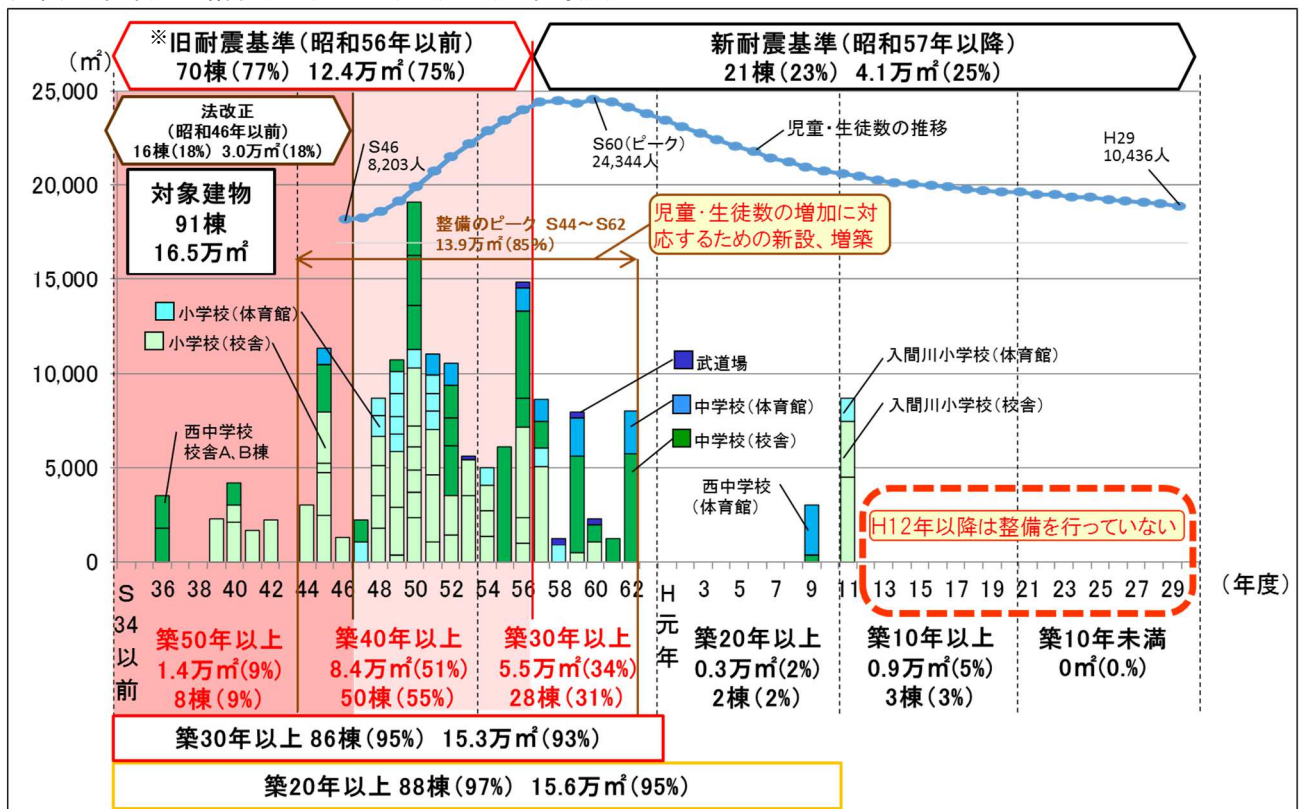 ※旧耐震基準(昭和56年以前)
70棟(77%) 12.4万㎡(75%)
新耐震基準(昭和57年以降)
21棟(23%) 4.1万㎡(25%)
(㎡)
25,000
20,000
15,000
10,000
5,000
0
法改正
(昭和46年以前)
16棟(18%) 3.0万㎡(18%)
対象建物
91棟
16.5万㎡
S46
8,203人
S60(ピーク)
24,344人
児童・生徒数の推移
H29
10,436人
整備のピーク S44～S62
13.9万㎡(85%)
児童・生徒数の増加に対
応するための新設、増築
小学校(体育館)
小学校(校舎)
西中学校
校舎A、B棟
武道場
中学校(体育館)
中学校(校舎)
西中学校
(体育館)
入間川小学校(体育館)
入間川小学校(校舎)
H12年以降は整備を行っていない
S34以前 36 38 40 42 44 46 48 50 52 54 56 58 60 62 H元年 3 5 7 9 11 13 15 17 19 21 23 25 27 29
(年度)
築50年以上
1.4万㎡(9%)
8棟(9%)
築40年以上
8.4万㎡(51%)
50棟(55%)
築30年以上
5.5万㎡(34%)
28棟(31%)
築20年以上
0.3万㎡(2%)
2棟(2%)
築10年以上
0.9万㎡(5%)
3棟(3%)
築10年未満
0㎡(0.%)
築30年以上 86棟(95%) 15.3万㎡(93%)
築20年以上 88棟(97%) 15.6万㎡(95%)